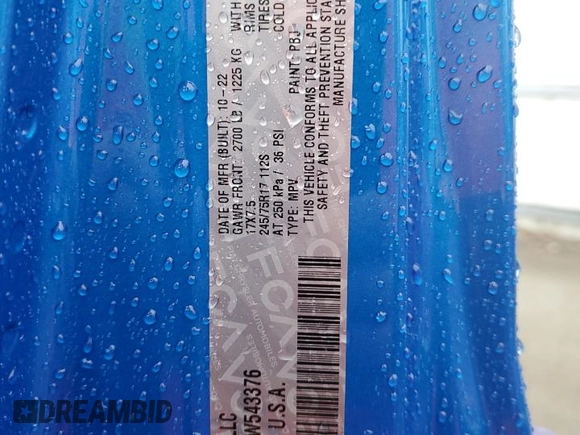 DATE OF MFR (BUILT): 10-22
GAWR FRONT: 2700 LB / 1225 KG WITH
17X7.5 RIMS
245/75R17 112S TIRES
AT 250 kPa / 36 PSI COLD
TYPE: MPV PAINT: PBJ
THIS VEHICLE CONFORMS TO ALL APPLI
SAFETY AND THEFT PREVENTION STA
MANUFACTURE SH
LLC
W543376
U.S.A.
FCA
AUTOBIDMASTER